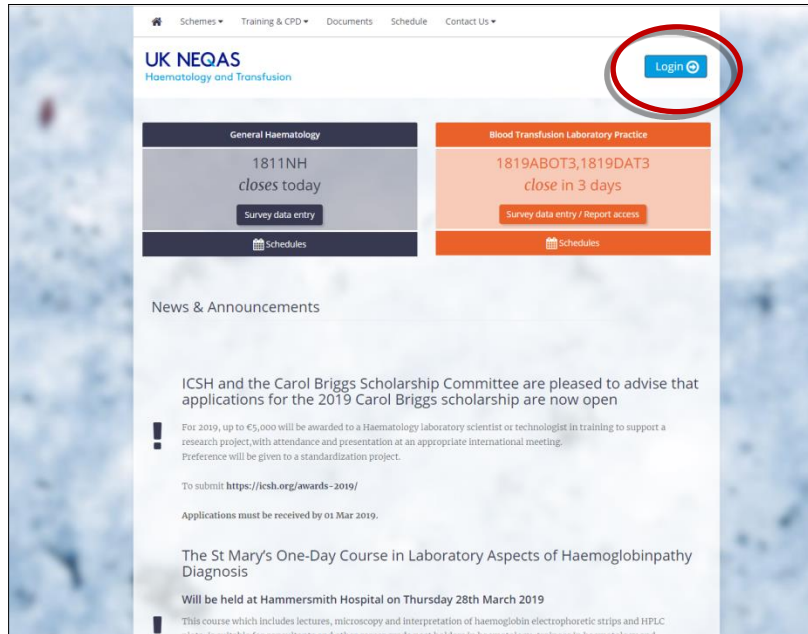 Schemes Training & CPD Documents Schedule Contact Us
UK NEQAS
Haematology and Transfusion
Login
General Haematology
1811NH
closes today
Survey data entry
Schedules
Blood Transfusion Laboratory Practice
1819ABOT3,1819DAT3
close in 3 days
Survey data entry / Report access
Schedules
News & Announcements
ICSH and the Carol Briggs Scholarship Committee are pleased to advise that
applications for the 2019 Carol Briggs scholarship are now open
For 2019, up to €5,000 will be awarded to a Haematology laboratory scientist or technologist in training to support a
research project,with attendance and presentation at an appropriate international meeting.
Preference will be given to a standardization project.
To submit https://icsh.org/awards-2019/
Applications must be received by 01 Mar 2019.
The St Mary's One-Day Course in Laboratory Aspects of Haemoglobinpathy
Diagnosis
Will be held at Hammersmith Hospital on Thursday 28th March 2019
This course which includes lectures, microscopy and interpretation of haemoglobin electrophoretic strips and HPLC